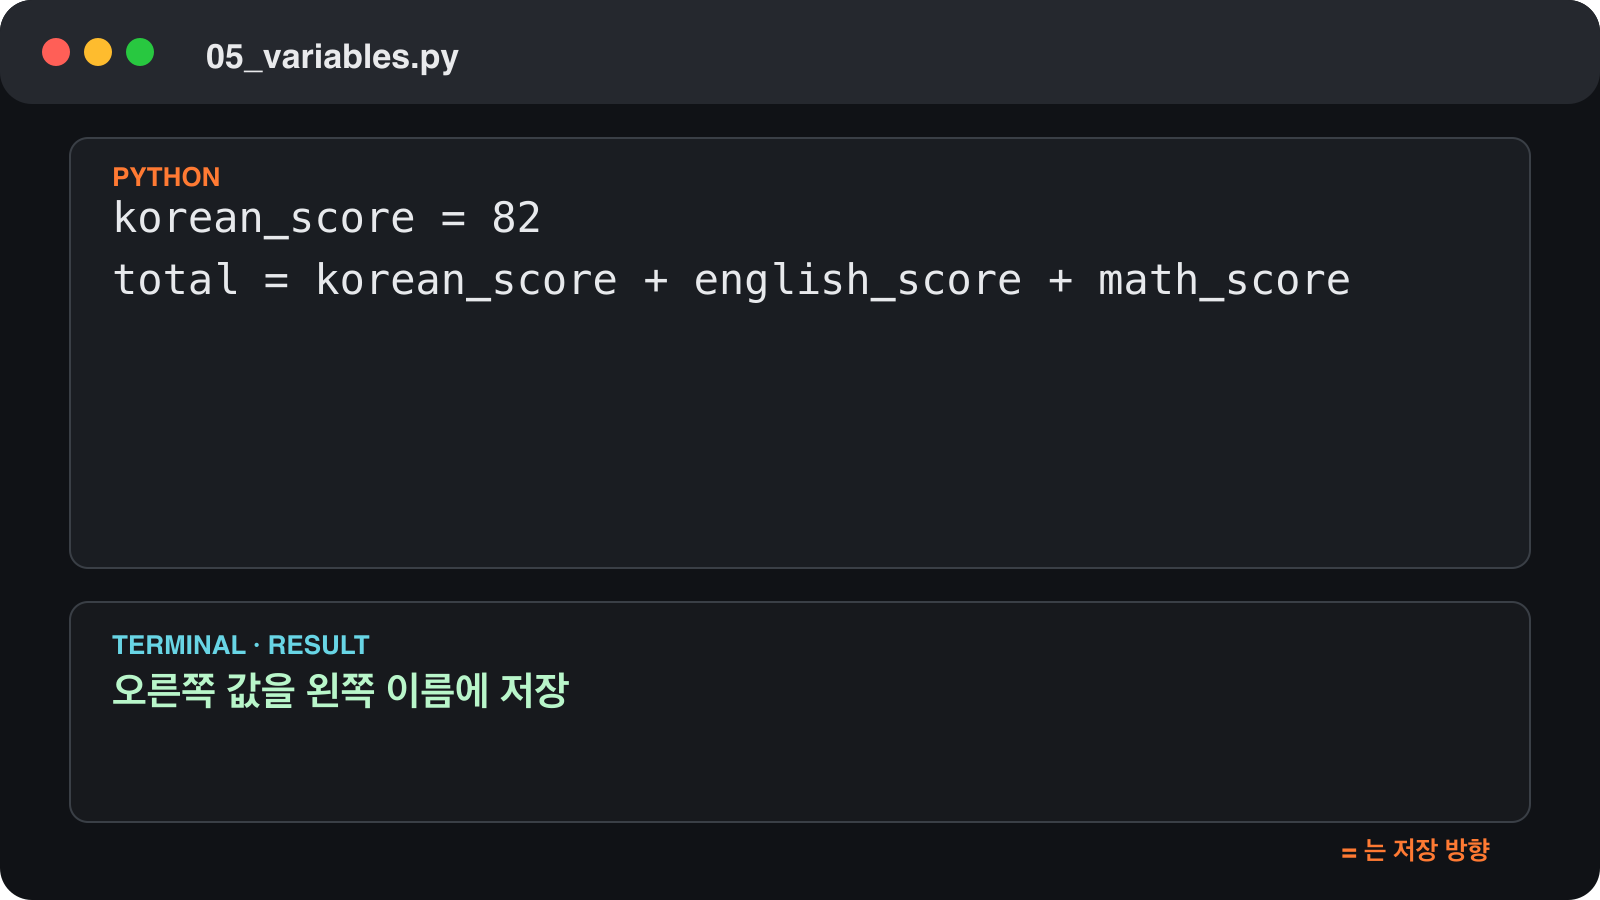 05_variables.py
PYTHON
korean_score = 82
total = korean_score + english_score + math_score
TERMINAL · RESULT
오른쪽 값을 왼쪽 이름에 저장
= 는 저장 방향